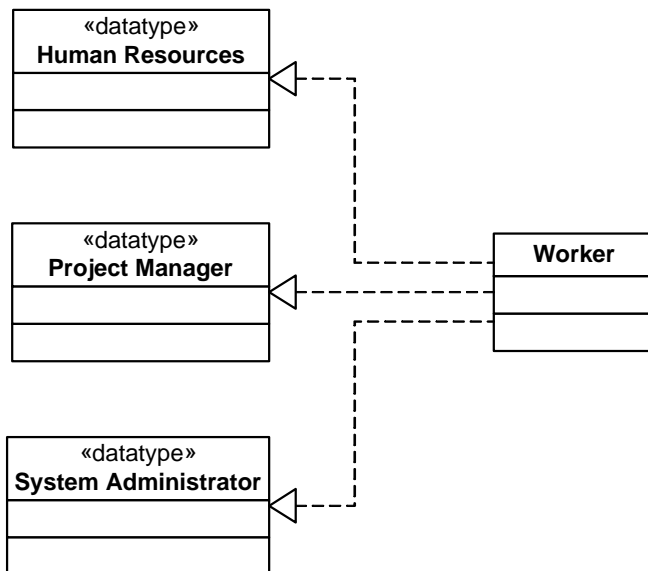 «datatype»
Human Resources
«datatype»
Project Manager
Worker
«datatype»
System Administrator